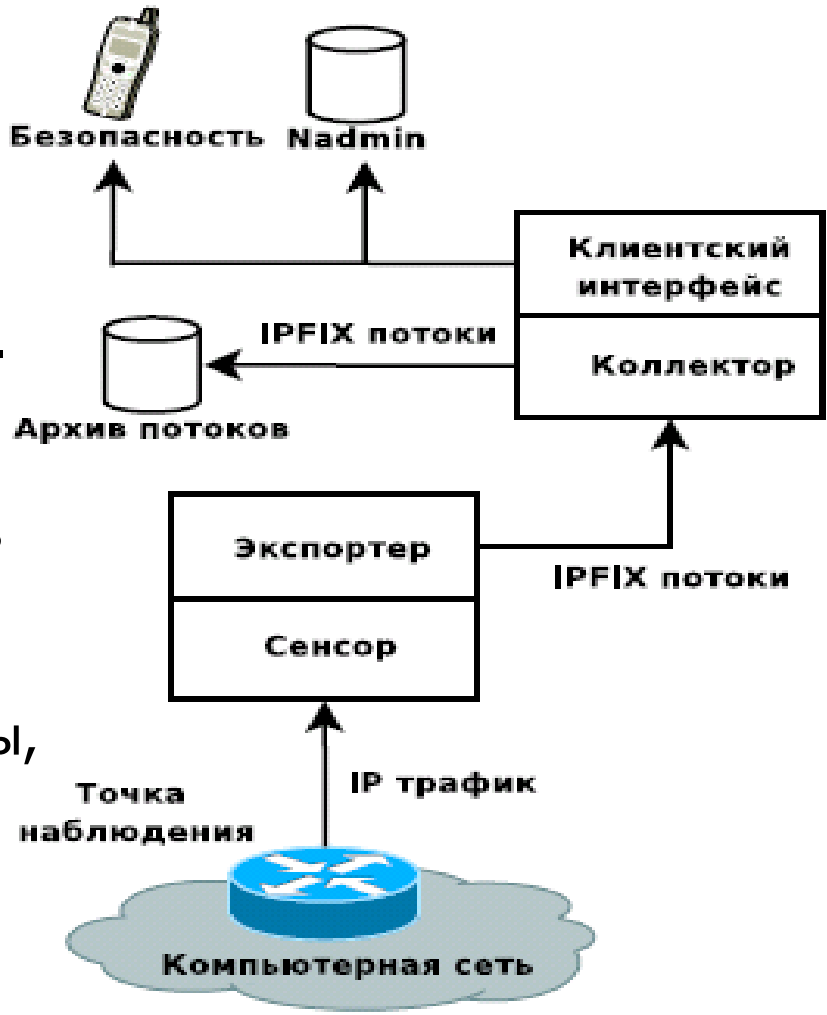 Безопасность Nadmin
Клиентский
интерфейс
IPFIX потоки
Коллектор
Архив потоков
Экспортер
IPFIX потоки
Сенсор
ы,
IP трафик
Точка
наблюдения
Компьютерная сеть